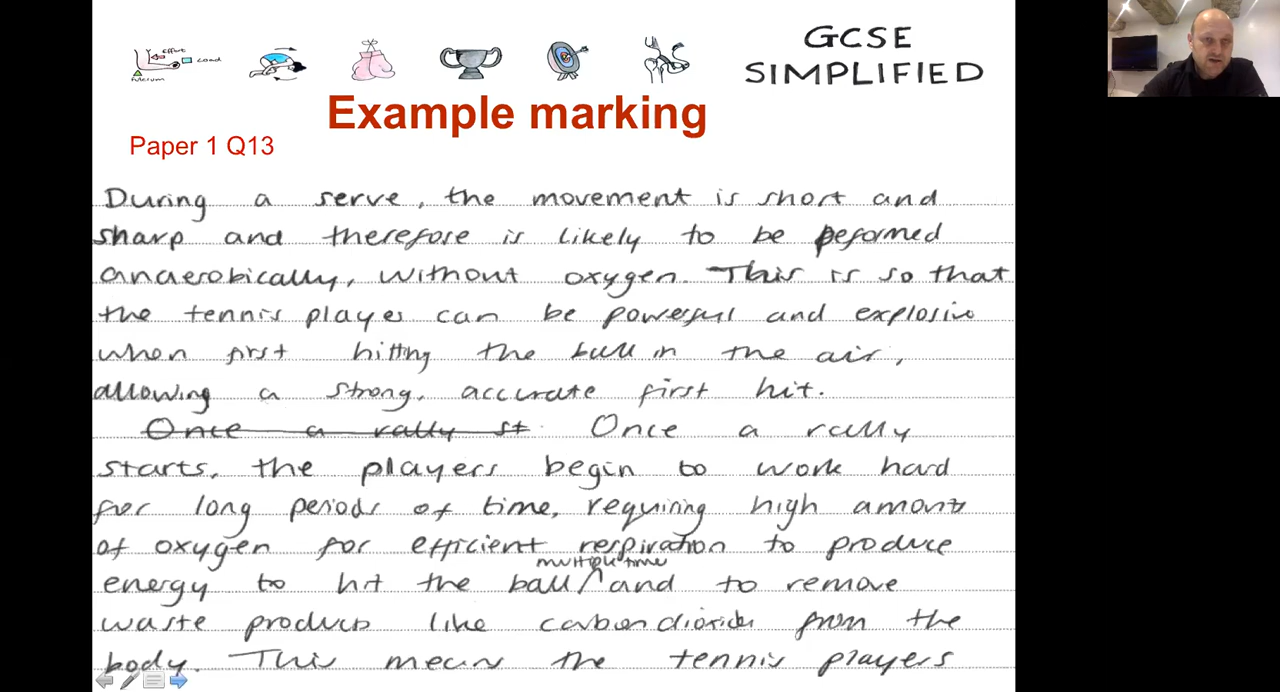 Effort
Load
Fulcrum
GCSE
SIMPLIFIED
Example marking
Paper 1 Q13
During a serve, the movement is short and
sharp and therefore is likely to be peformed
anaerobically, without oxygen. This is so that
the tennis player can be powerful and explosive
when first hitting the ball in the air,
allowing a strong, accurate first hit.
Once a rally st Once a rally
starts, the players begin to work hard
for long periods of time, requiring high amounts
of oxygen for efficient respiration to produce
multiple time
energy to hit the ball and to remove
waste products like carbon dioxide from the
body. This means the tennis players